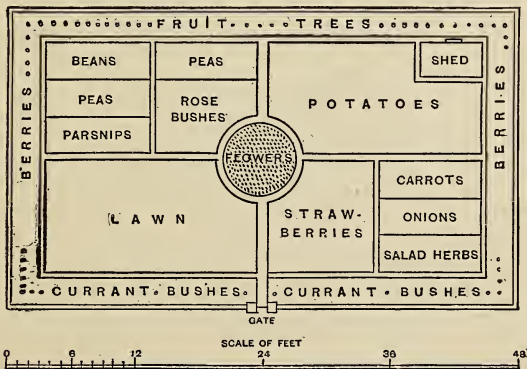 FRUIT TREES
BERRIES
BEANS
PEAS
PARSNIPS
PEAS
ROSE
BUSHES
POTATOES
SHED
BERRIES
FLOWERS
LAWN
STRAW-
BERRIES
CARROTS
ONIONS
SALAD HERBS
CURRANT BUSHES
CURRANT BUSHES
GATE
SCALE OF FEET
0 6 12 24 36 48